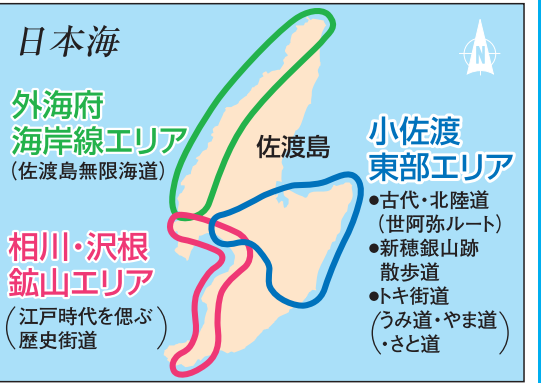 日本海
N
外海府
海岸線エリア
(佐渡島無限海道)
佐渡島
小佐渡
東部エリア
●古代・北陸道
(世阿弥ルート)
●新穂銀山跡
散歩道
●トキ街道
(うみ道・やま道
・さと道)
相川・沢根
鉱山エリア
(江戸時代を偲ぶ
歴史街道)